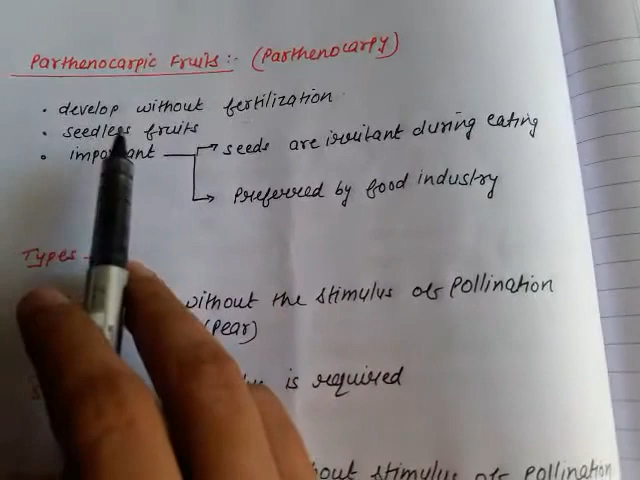 Parthenocarpic Fruits :- (Parthenocarpy)
• develop without fertilization
• seedless fruits
• important → seeds are irritant during eating
→ Preferred by food industry
Types -
without the stimulus of Pollination
(Pear)
is required
out stimulus of Pollination